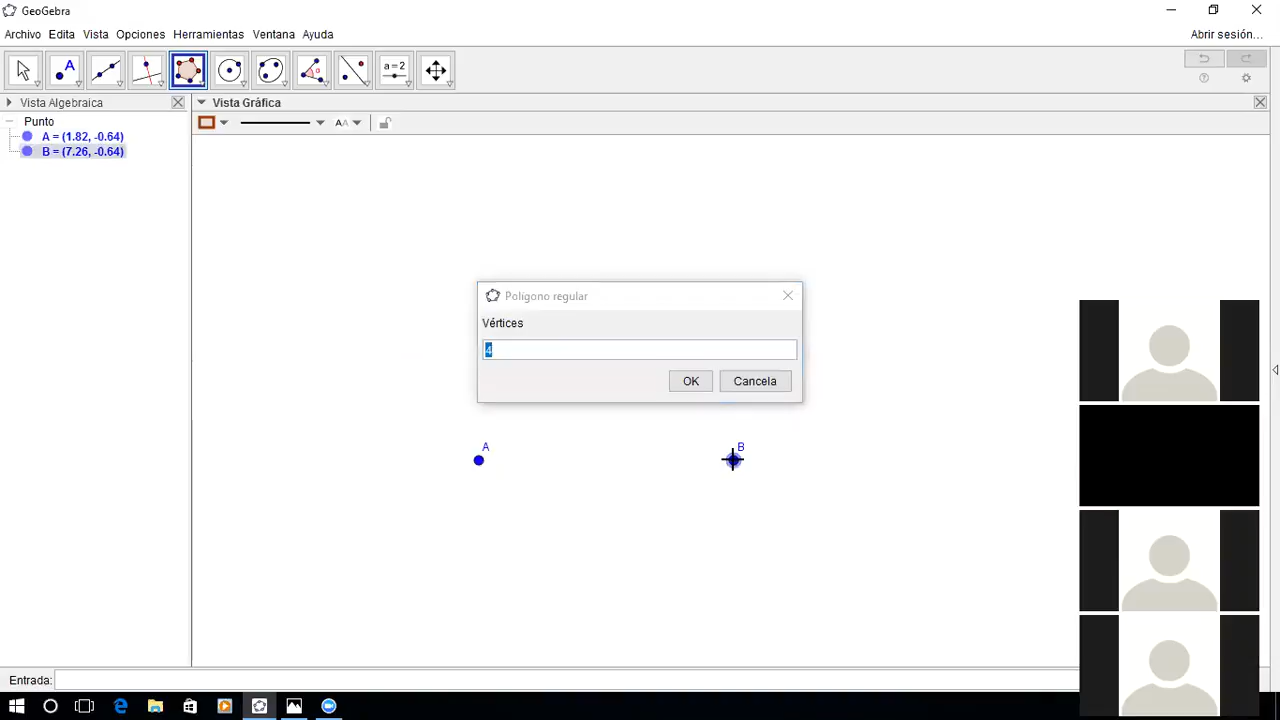 GeoGebra
Archivo Edita Vista Opciones Herramientas Ventana Ayuda
Abrir sesión...
A
a=2
Vista Algebraica
Vista Gráfica
AA
Punto
A = (1.82, -0.64)
B = (7.26, -0.64)
Polígono regular
Vértices
4
OK Cancela
A
B
Entrada: